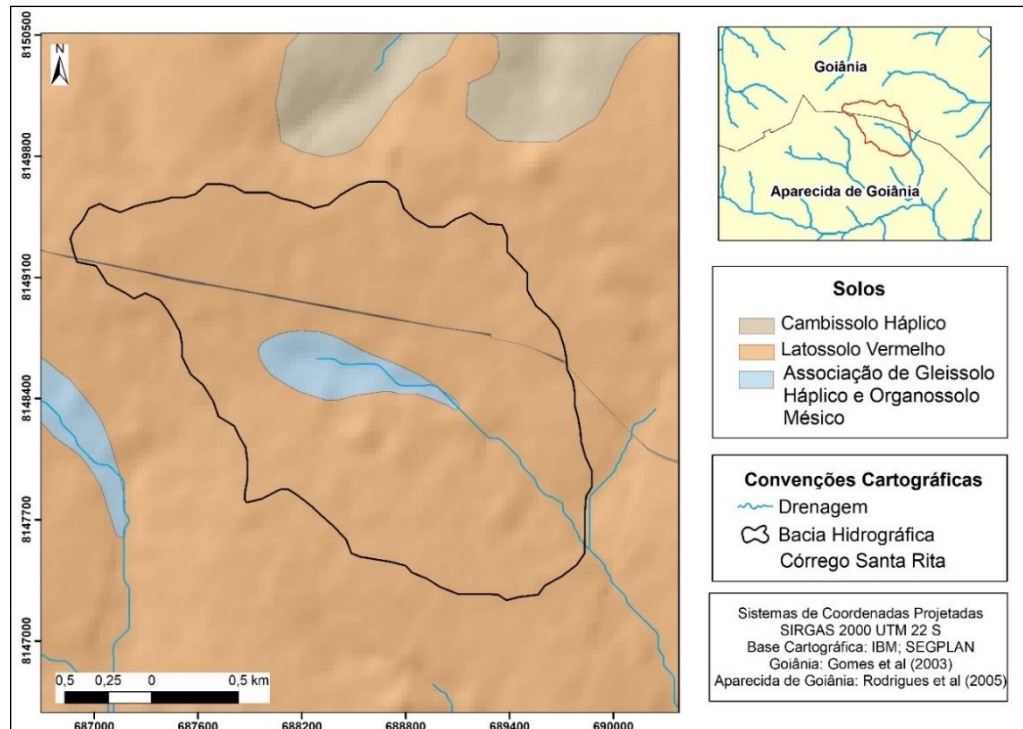 8150500
8149800
8149100
8148400
8147700
8147000
N
0,5 0,25 0 0,5 km
687000 687600 688200 688800 689400 690000
Goiânia
Aparecida de Goiânia
Solos
Cambissolo Háplico
Latossolo Vermelho
Associação de Gleissolo
Háplico e Organossolo
Mésico
Convenções Cartográficas
Drenagem
Bacia Hidrográfica
Córrego Santa Rita
Sistemas de Coordenadas Projetadas
SIRGAS 2000 UTM 22 S
Base Cartográfica: IBM; SEGPLAN
Goiânia: Gomes et al (2003)
Aparecida de Goiânia: Rodrigues et al (2005)